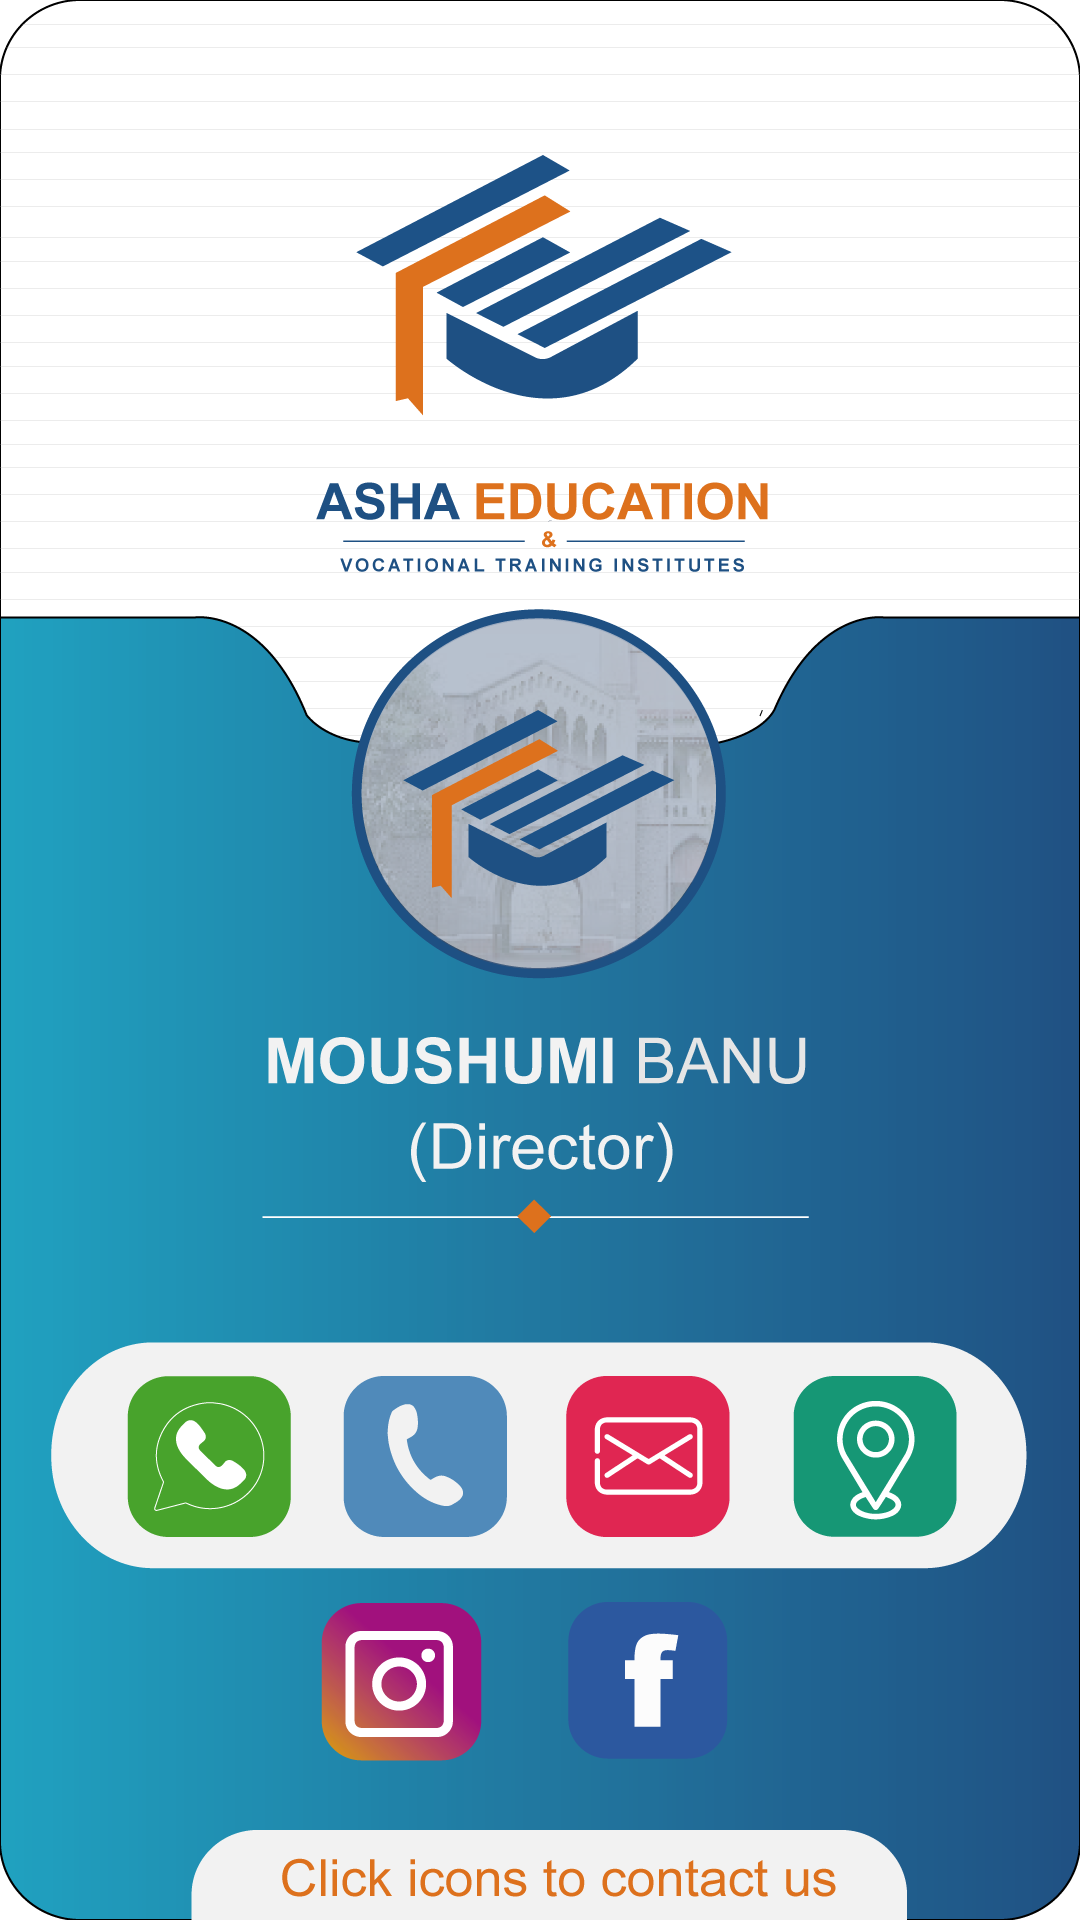 ASHA EDUCATION
&
VOCATIONAL TRAINING INSTITUTES
MOUSHUMI BANU
(Director)
Click icons to contact us